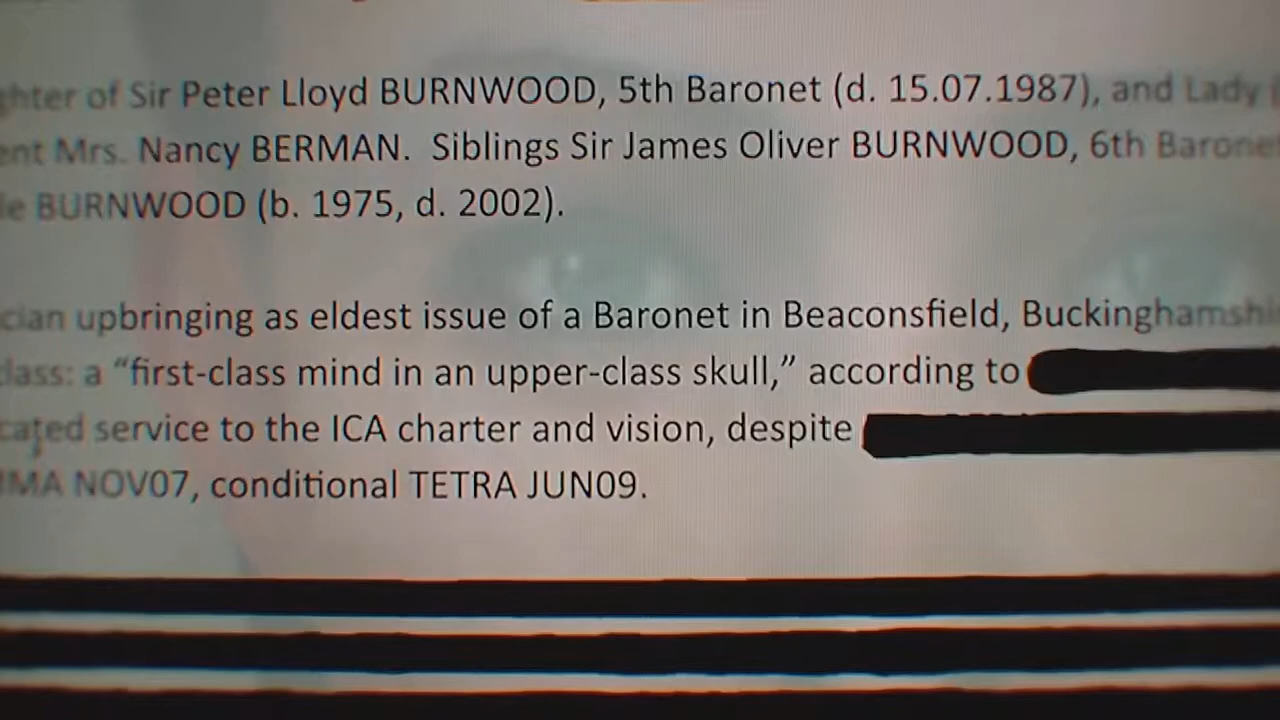 ghter of Sir Peter Lloyd BURNWOOD, 5th Baronet (d. 15.07.1987), and Lady
ent Mrs. Nancy BERMAN. Siblings Sir James Oliver BURNWOOD, 6th Baronet
le BURNWOOD (b. 1975, d. 2002).
cian upbringing as eldest issue of a Baronet in Beaconsfield, Buckinghamshi
lass: a “first-class mind in an upper-class skull,” according to
cated service to the ICA charter and vision, despite
MA NOV07, conditional TETRA JUN09.